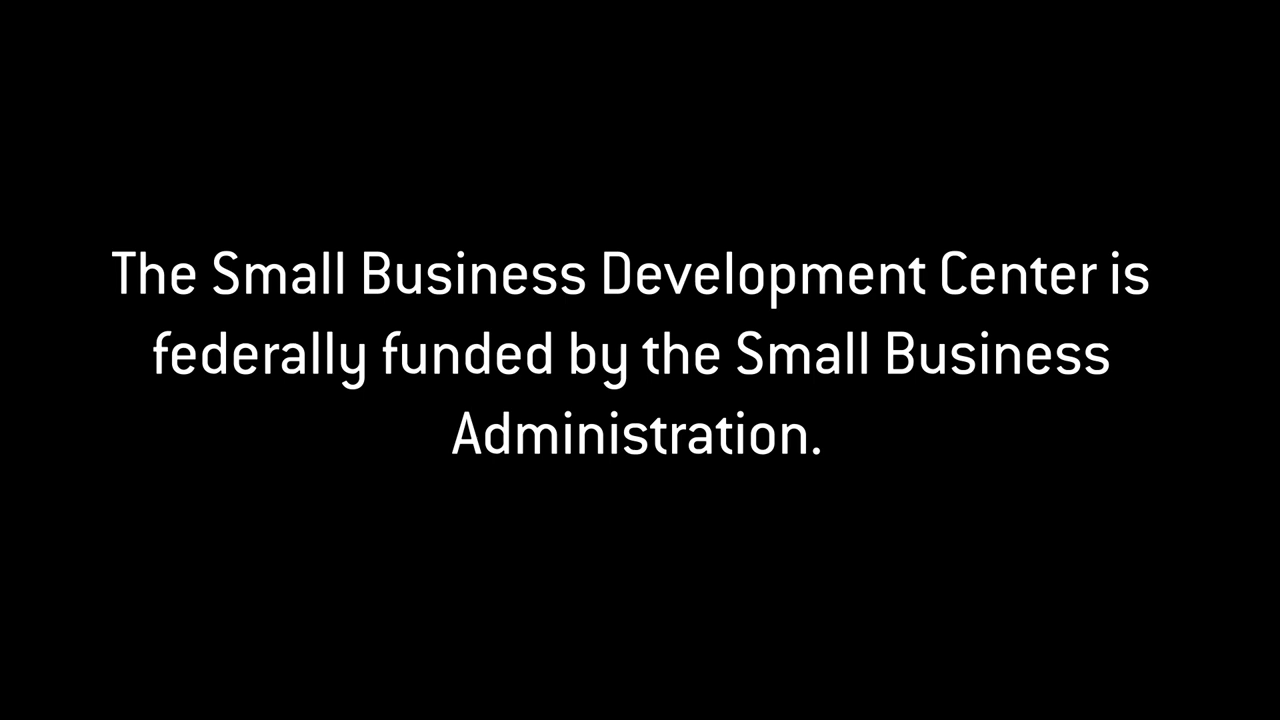 The Small Business Development Center is
federally funded by the Small Business
Administration.